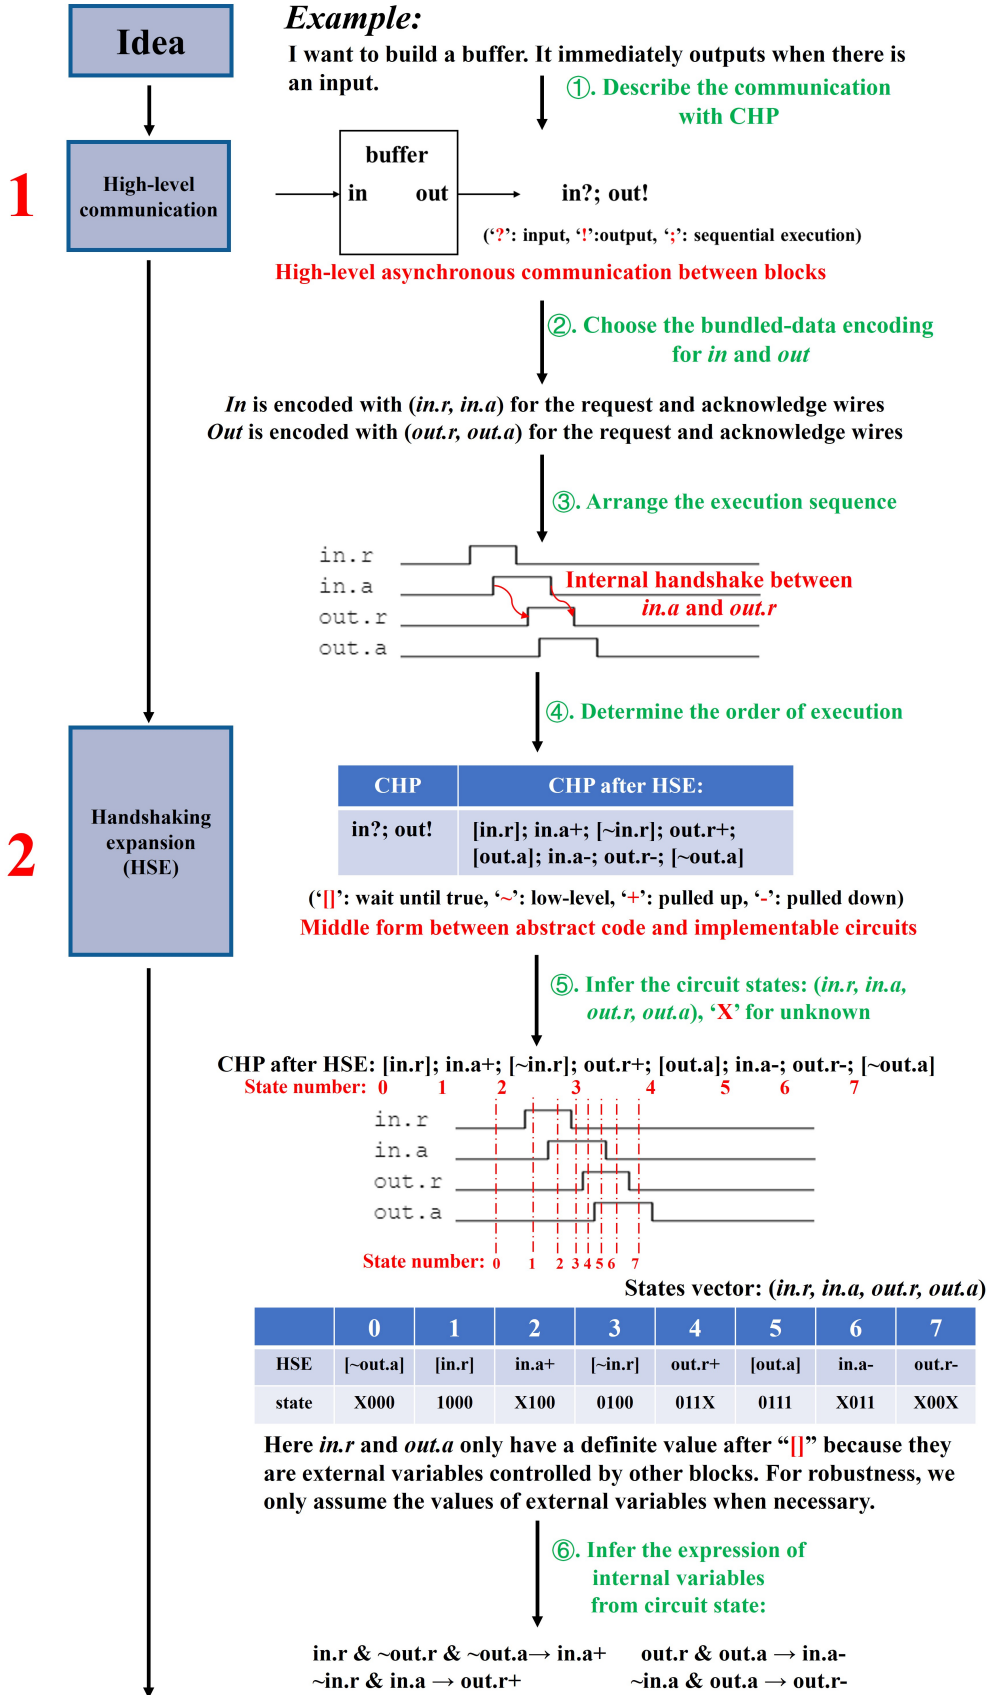 Idea
Example:
I want to build a buffer. It immediately outputs when there is
an input.
①. Describe the communication
with CHP
1
High-level
communication
buffer
in out
in?; out!
(‘?’: input, ‘!’:output, ‘;’: sequential execution)
High-level asynchronous communication between blocks
②. Choose the bundled-data encoding
for in and out
In is encoded with (in.r, in.a) for the request and acknowledge wires
Out is encoded with (out.r, out.a) for the request and acknowledge wires
③. Arrange the execution sequence
in.r
in.a
out.r
out.a
Internal handshake between
in.a and out.r
④. Determine the order of execution
2
Handshaking
expansion
(HSE)
CHP CHP after HSE:
in?; out! [in.r]; in.a+; [~in.r]; out.r+;
[out.a]; in.a-; out.r-; [~out.a]
(‘[]’: wait until true, ‘~’: low-level, ‘+’: pulled up, ‘-’: pulled down)
Middle form between abstract code and implementable circuits
⑤. Infer the circuit states: (in.r, in.a,
out.r, out.a), ‘X’ for unknown
CHP after HSE: [in.r]; in.a+; [~in.r]; out.r+; [out.a]; in.a-; out.r-; [~out.a]
State number: 0 1 2 3 4 5 6 7
in.r
in.a
out.r
out.a
State number: 0 1 2 3 4 5 6 7
States vector: (in.r, in.a, out.r, out.a)
0 1 2 3 4 5 6 7
HSE [~out.a] [in.r] in.a+ [~in.r] out.r+ [out.a] in.a- out.r-
state X000 1000 X100 0100 011X 0111 X011 X00X
Here in.r and out.a only have a definite value after “[]” because they
are external variables controlled by other blocks. For robustness, we
only assume the values of external variables when necessary.
⑥. Infer the expression of
internal variables
from circuit state:
in.r & ~out.r & ~out.a→ in.a+ out.r & out.a → in.a-
~in.r & in.a → out.r+ ~in.a & out.a → out.r-